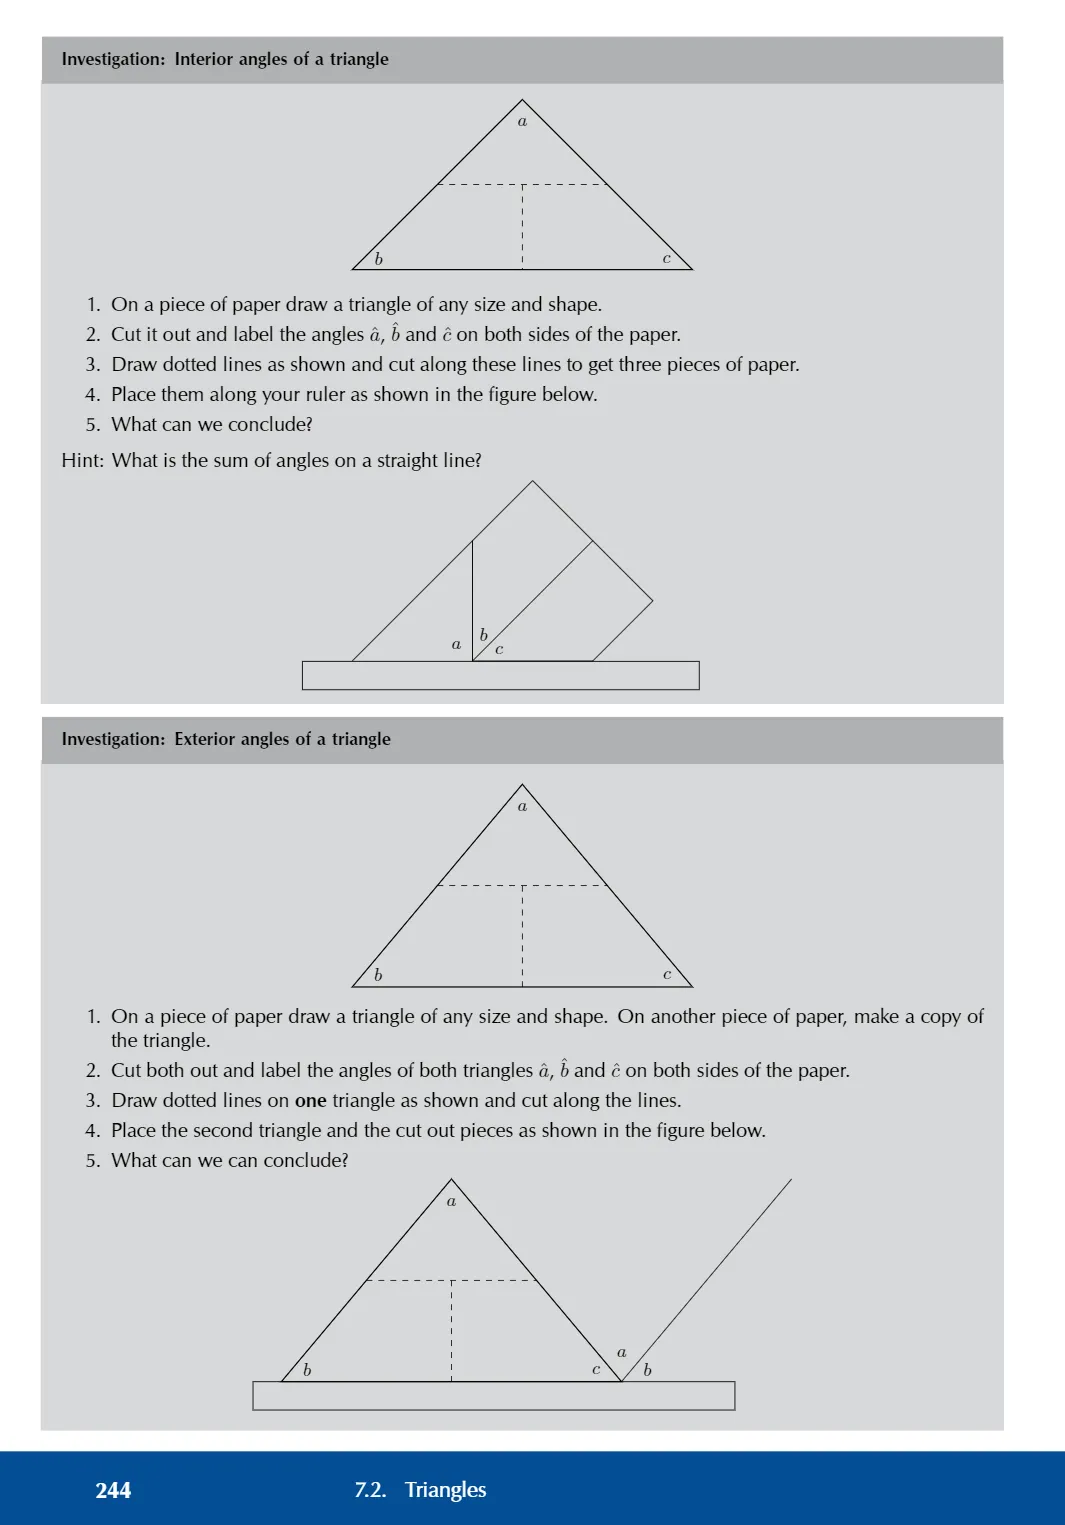 Investigation: Interior angles of a triangle
a
b
c
1. On a piece of paper draw a triangle of any size and shape.
2. Cut it out and label the angles â, b̂ and ĉ on both sides of the paper.
3. Draw dotted lines as shown and cut along these lines to get three pieces of paper.
4. Place them along your ruler as shown in the figure below.
5. What can we conclude?
Hint: What is the sum of angles on a straight line?
a
b
c
Investigation: Exterior angles of a triangle
a
b
c
1. On a piece of paper draw a triangle of any size and shape. On another piece of paper, make a copy of
the triangle.
2. Cut both out and label the angles of both triangles â, b̂ and ĉ on both sides of the paper.
3. Draw dotted lines on one triangle as shown and cut along the lines.
4. Place the second triangle and the cut out pieces as shown in the figure below.
5. What can we can conclude?
a
b
c
a
b
244 7.2. Triangles